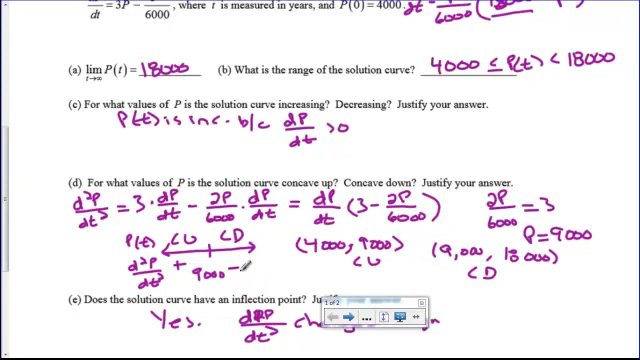 dP/dt = 3P − P²/6000, where t is measured in years, and P(0) = 4000.
(a) lim t→∞ P(t) = 18000 (b) What is the range of the solution curve? 4000 ≤ P(t) < 18000
(c) For what values of P is the solution curve increasing? Decreasing? Justify your answer.
P(t) is inc. b/c dP/dt > 0
(d) For what values of P is the solution curve concave up? Concave down? Justify your answer.
d²P/dt² = 3 · dP/dt − 2P/6000 · dP/dt = dP/dt (3 − 2P/6000) 2P/6000 = 3
P = 9000
P(t) CU CD (4000, 9000) (9,000, 18000)
CU CD
d²P/dt² + 9000 −
(e) Does the solution curve have an inflection point?
1 of 2
Yes.